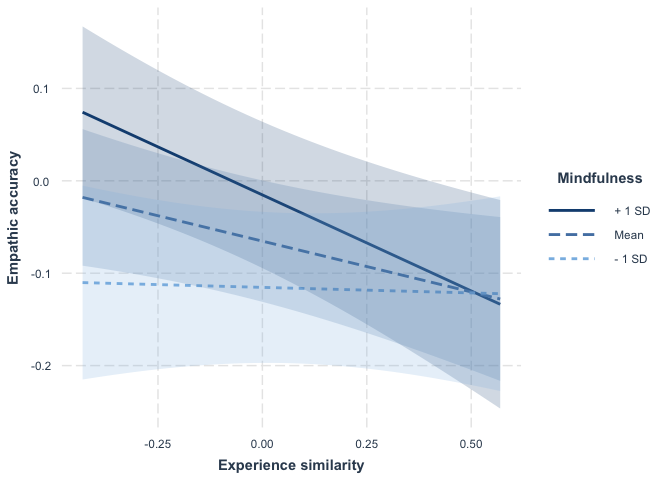 0.1
0.0
-0.1
-0.2
Empathic accuracy
-0.25
0.00
0.25
0.50
Experience similarity
Mindfulness
+ 1 SD
Mean
- 1 SD